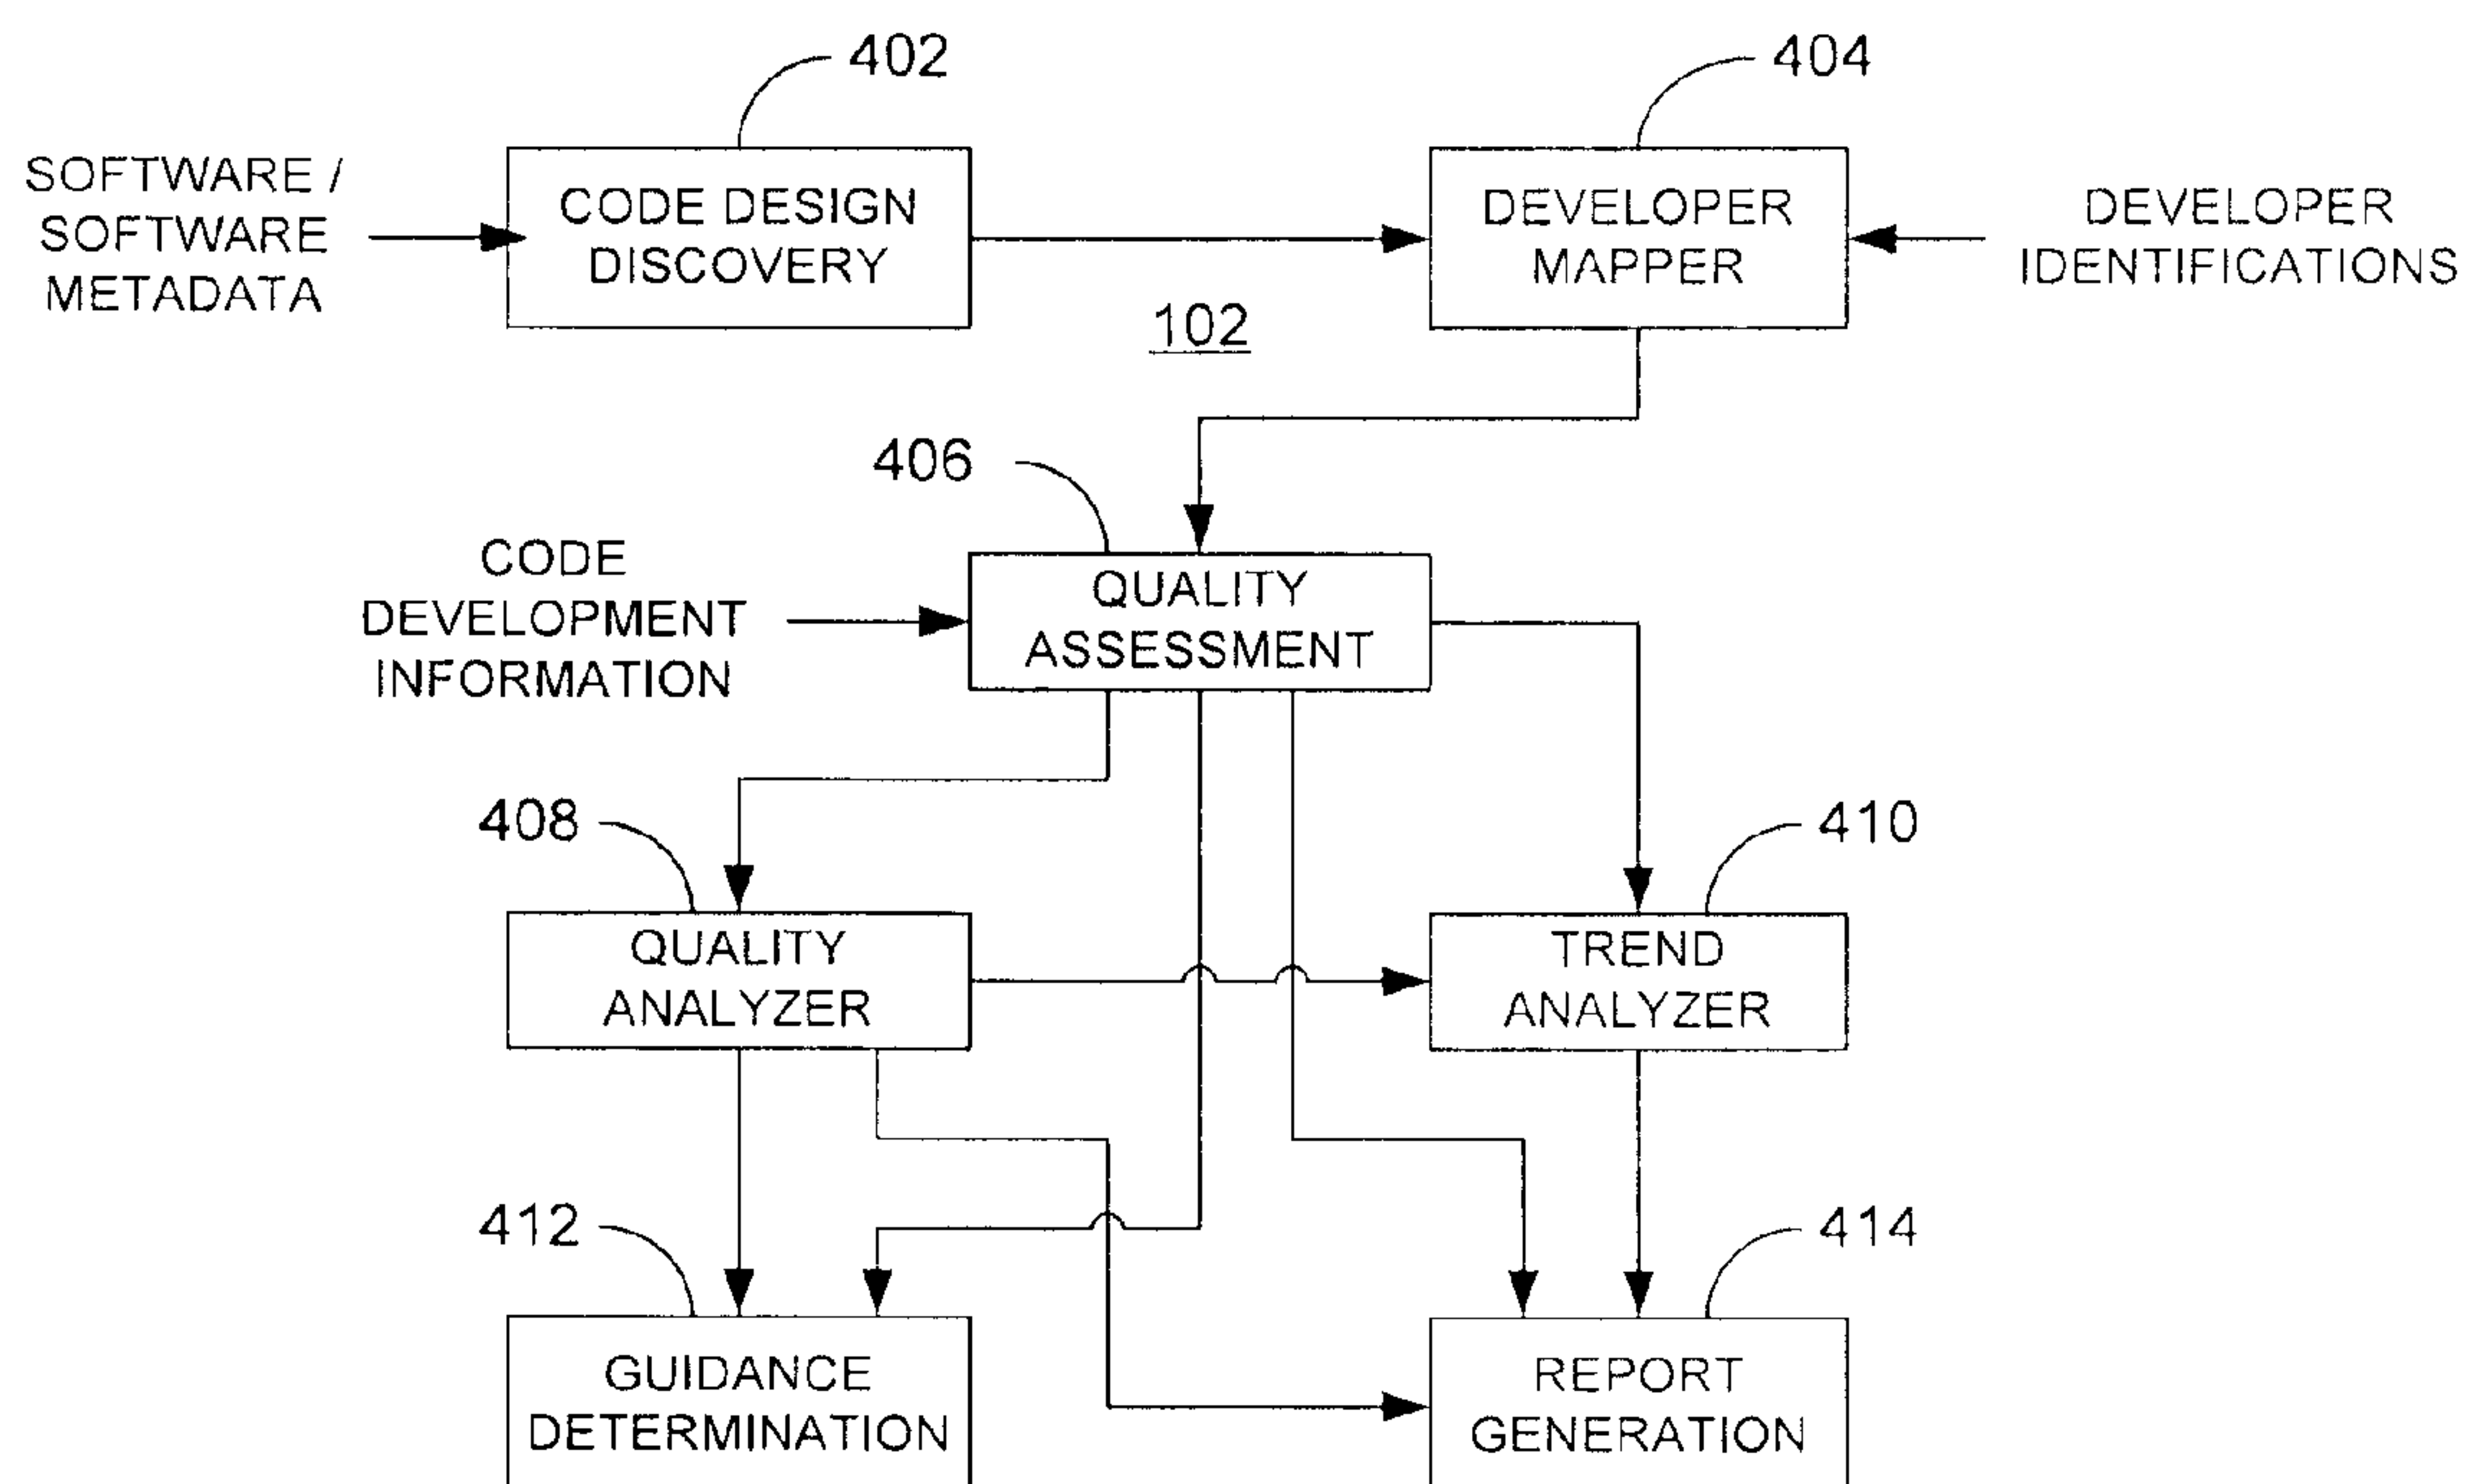 402
404
SOFTWARE /
SOFTWARE
METADATA
CODE DESIGN
DISCOVERY
DEVELOPER
MAPPER
DEVELOPER
IDENTIFICATIONS
102
406
CODE
DEVELOPMENT
INFORMATION
QUALITY
ASSESSMENT
408
410
QUALITY
ANALYZER
TREND
ANALYZER
412
414
GUIDANCE
DETERMINATION
REPORT
GENERATION